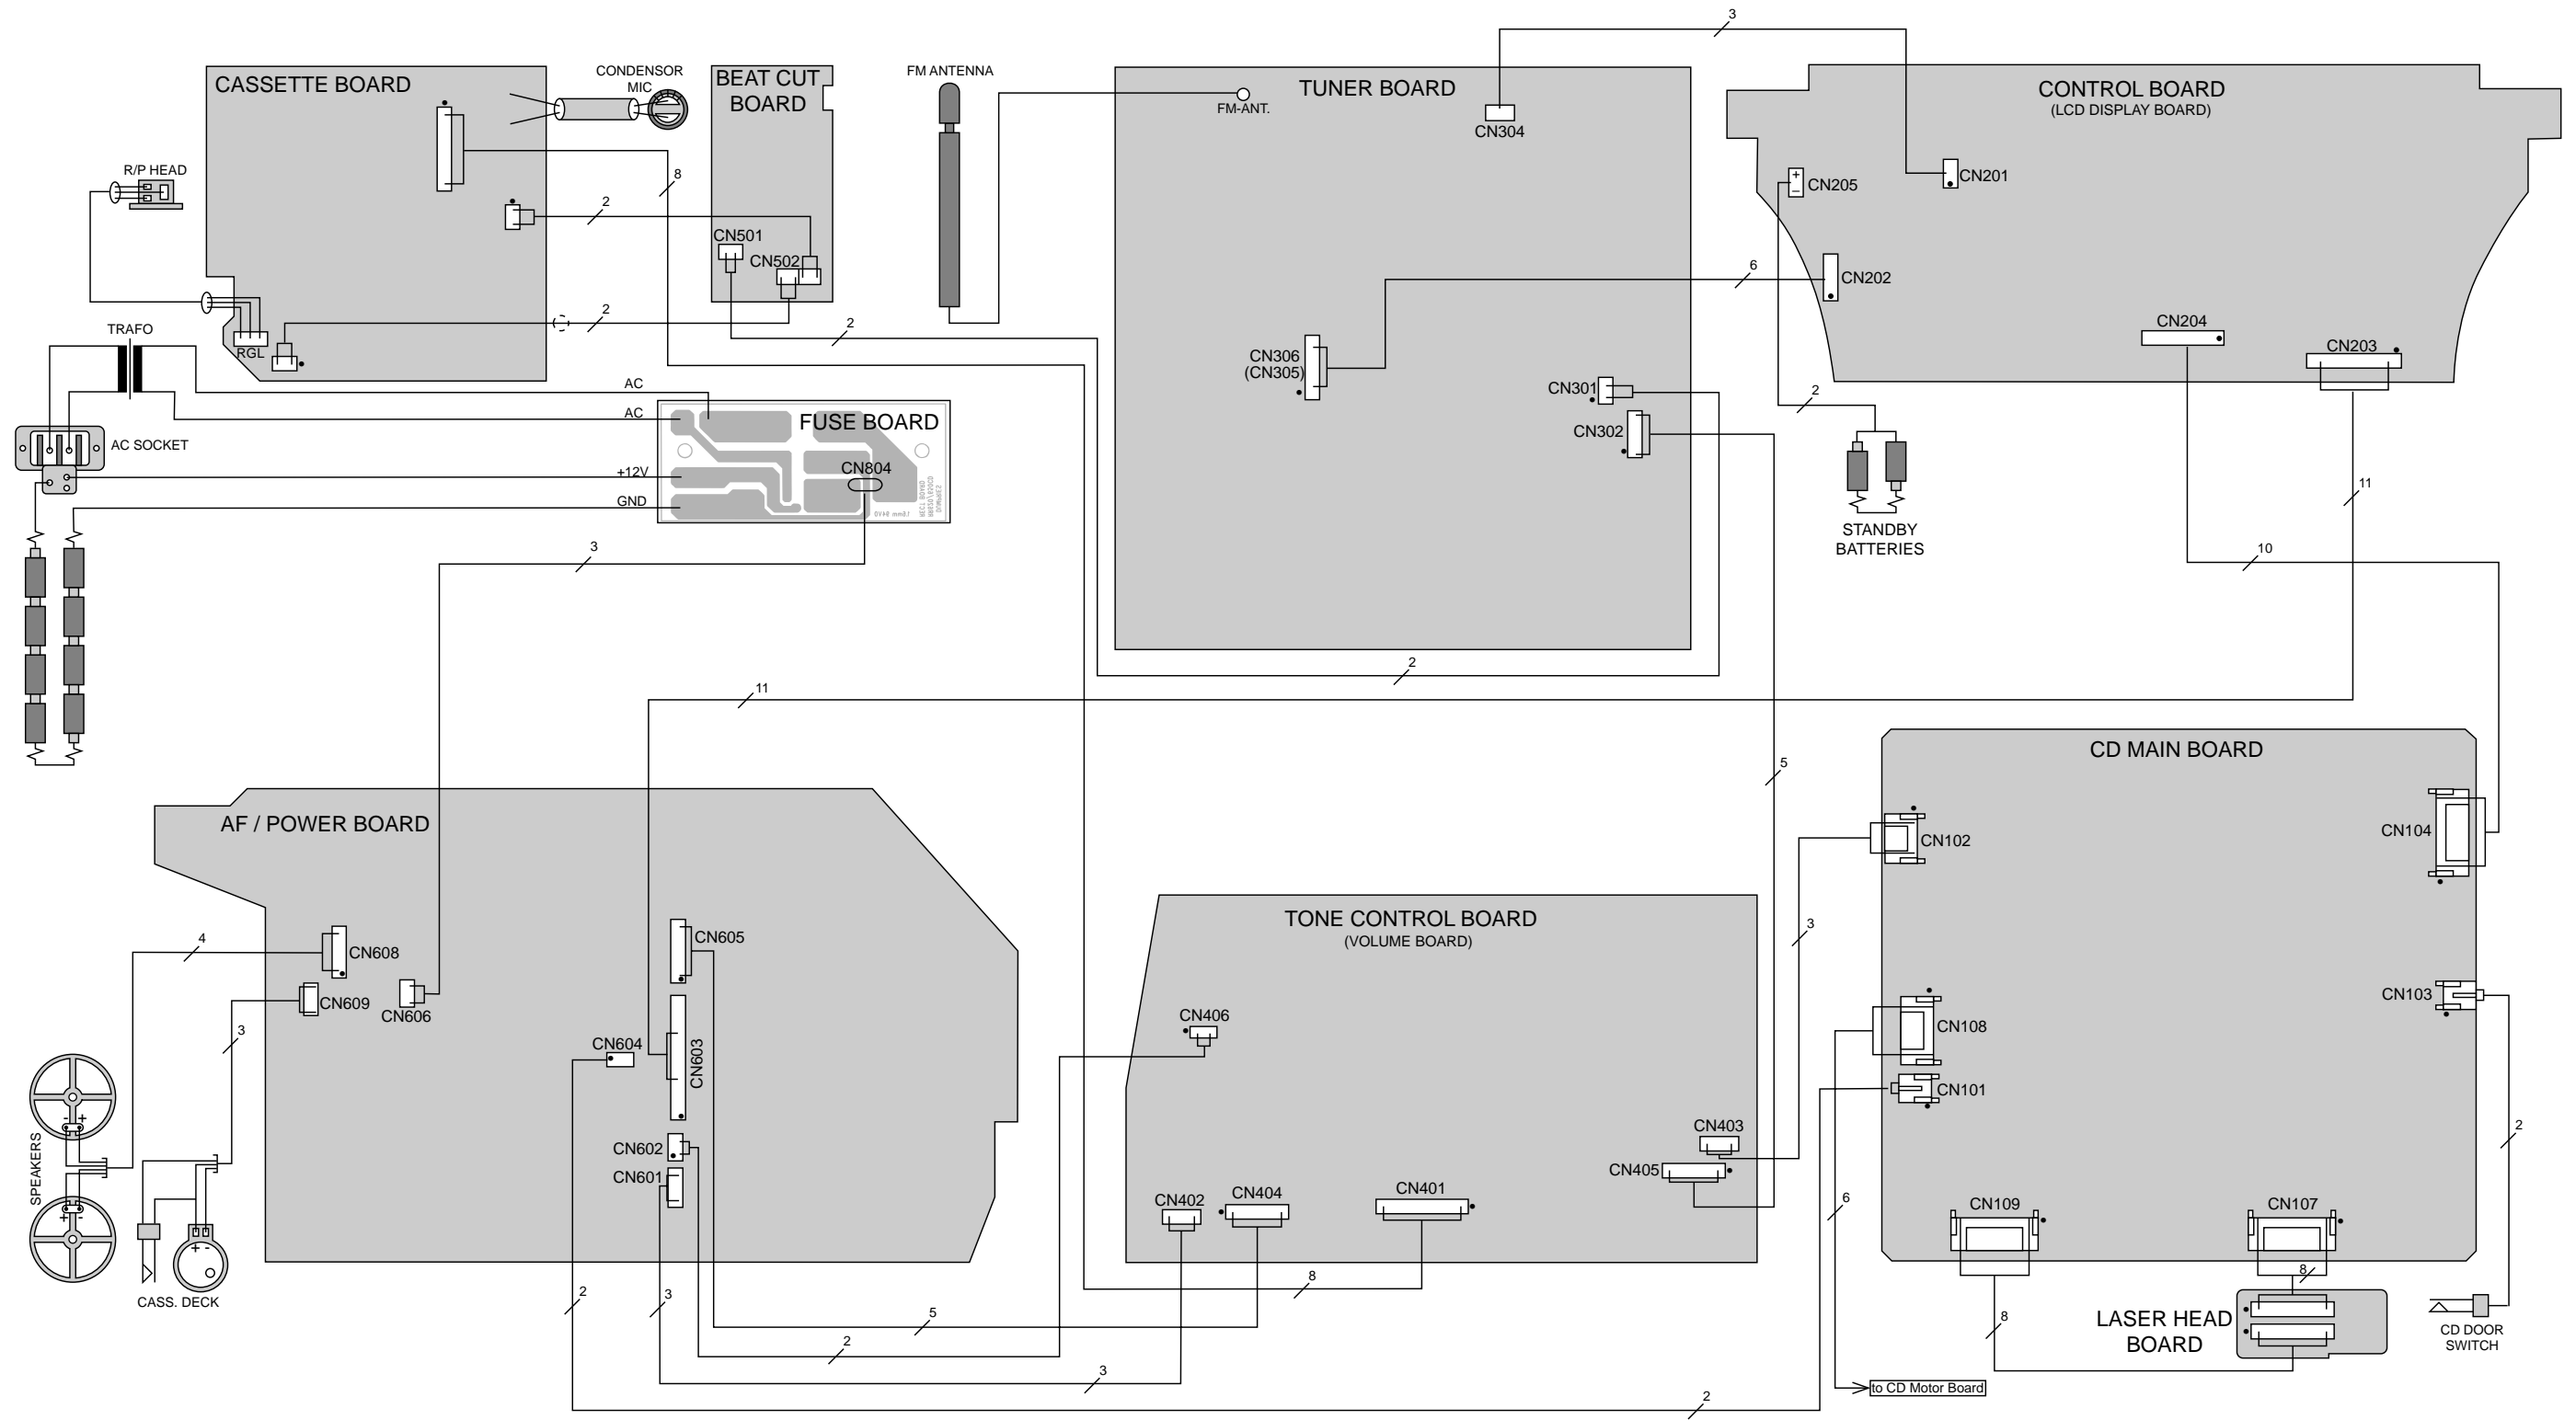 3
CASSETTE BOARD
CONDENSOR
MIC
BEAT CUT
BOARD
FM ANTENNA
TUNER BOARD
FM-ANT.
CN304
CONTROL BOARD
(LCD DISPLAY BOARD)
R/P HEAD
8
2
CN205
+
–
CN201
CN501
CN502
6
CN202
2
2
TRAFO
RGL
CN204
CN203
CN306
(CN305)
CN301
CN302
2
AC
AC
FUSE BOARD
AC SOCKET
+12V
CN804
GND
11
STANDBY
BATTERIES
3
10
2
11
CD MAIN BOARD
5
AF / POWER BOARD
CN102
CN104
TONE CONTROL BOARD
(VOLUME BOARD)
3
4
CN608
CN605
CN609
CN606
CN103
3
CN604
CN603
CN406
CN108
CN101
SPEAKERS
- +
+ -
CN602
CN601
CN403
CN405
2
CN402
CN404
CN401
6
CN109
CN107
+ -
CASS. DECK
2
3
5
2
3
8
8
8
LASER HEAD
BOARD
CD DOOR
SWITCH
to CD Motor Board
2